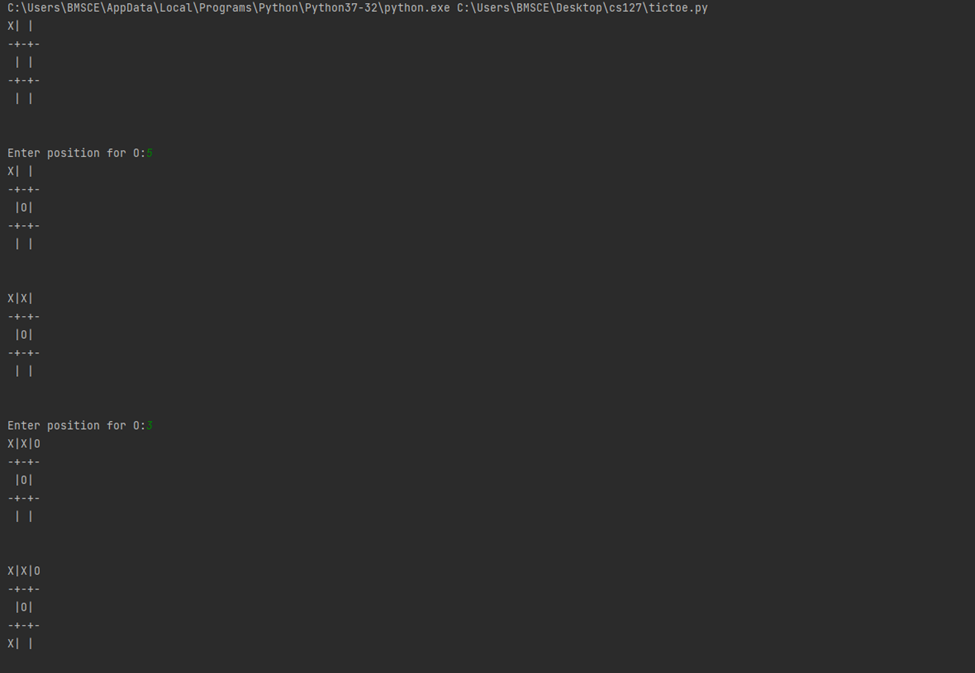 C:\Users\BMSCE\AppData\Local\Programs\Python\Python37-32\python.exe C:\Users\BMSCE\Desktop\cs127\tictoe.py
X| |
-+-+-
 | |
-+-+-
 | |
Enter position for O:5
X| |
-+-+-
 |O|
-+-+-
 | |
X|X|
-+-+-
 |O|
-+-+-
 | |
Enter position for O:3
X|X|O
-+-+-
 |O|
-+-+-
 | |
X|X|O
-+-+-
 |O|
-+-+-
X| |